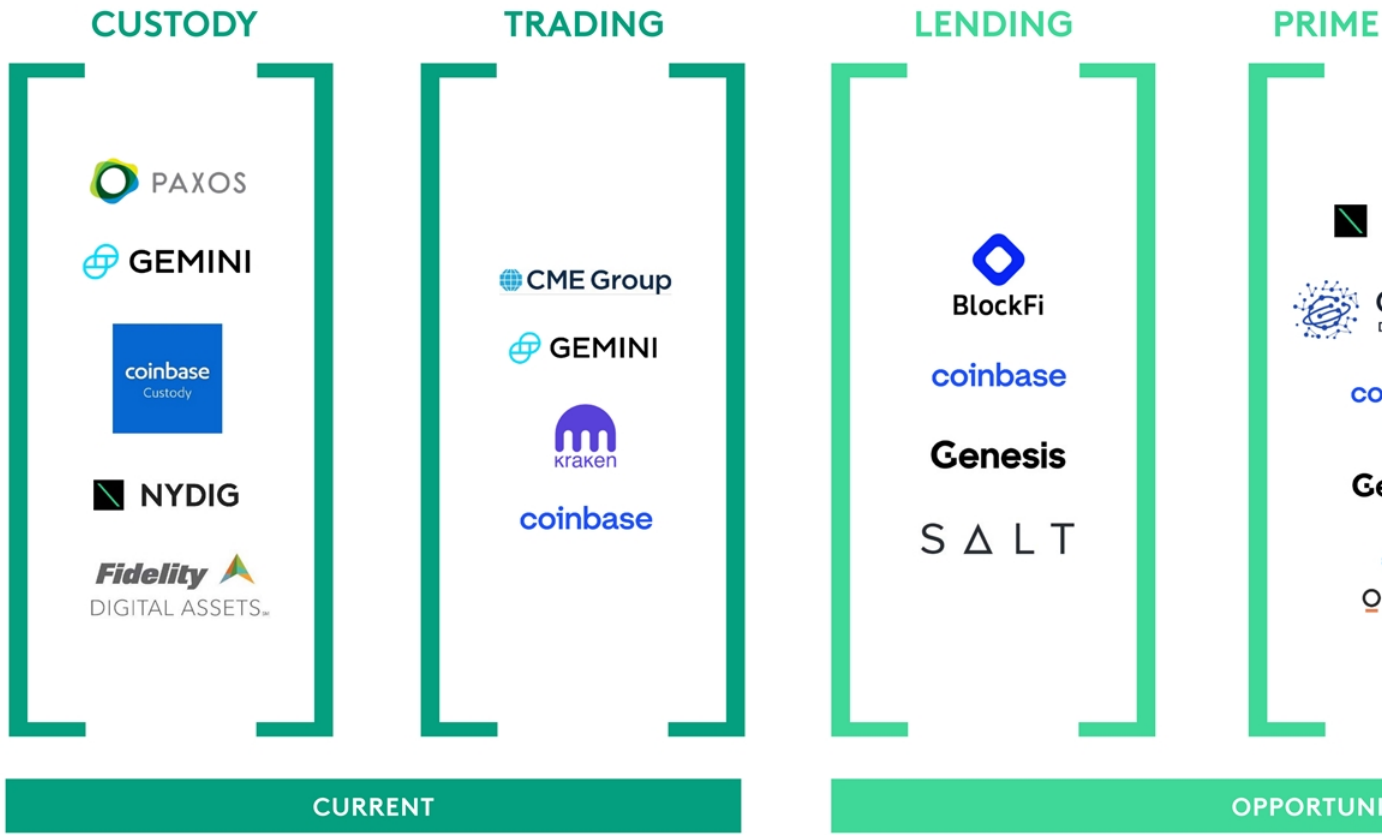 CUSTODY
TRADING
LENDING
PRIME
PAXOS
GEMINI
coinbase
Custody
NYDIG
Fidelity
DIGITAL ASSETS
CME Group
GEMINI
kraken
coinbase
BlockFi
coinbase
Genesis
SALT
CURRENT